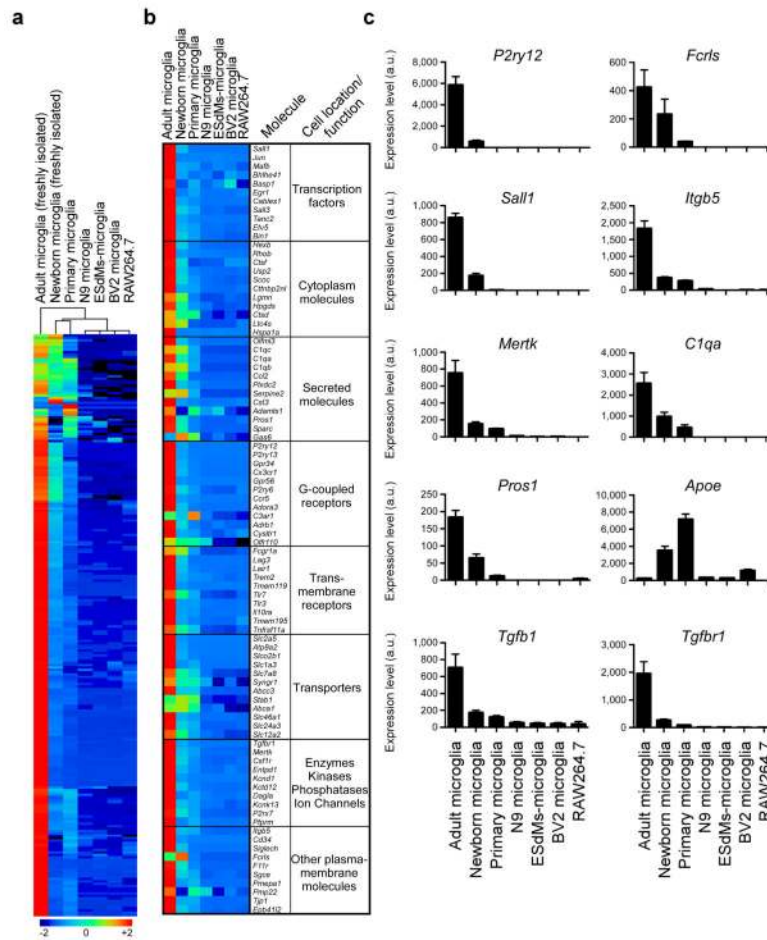 a
Adult microglia (freshly isolated)
Newborn microglia (freshly isolated)
Primary microglia
N9 microglia
ESdMs-microglia
BV2 microglia
RAW264.7
-2 0 +2
b
Adult microglia
Newborn microglia
Primary microglia
N9 microglia
ESdMs-microglia
BV2 microglia
RAW264.7
Molecule
Cell location/
function
Sall1
Jun
Mafb
Bhlhe41
Basp1
Egr1
Cables1
Sall3
Tanc2
Etv5
Bin1
Transcription
factors
Hexb
Rhob
Ctsf
Usp2
Scoc
Cttnbp2nl
Lgmn
Hpgds
Ctsd
Ltc4s
Hspa1a
Cytoplasm
molecules
Olfml3
C1qc
C1qa
C1qb
Ccl2
Plxdc2
Serpine2
Cst3
Adamts1
Pros1
Sparc
Gas6
Secreted
molecules
P2ry12
P2ry13
Gpr34
Cx3cr1
Gpr56
P2ry6
Ccr5
Adora3
C3ar1
Adrb1
Cysltr1
Olfr110
G-coupled
receptors
Fcgr1a
Lag3
Lair1
Trem2
Tmem119
Tlr7
Tlr3
Il10ra
Tmem195
Tnfrsf11a
Trans-
membrane
receptors
Slc2a5
Atp8a2
Slco2b1
Slc1a3
Slc7a8
Syngr1
Abcc3
Stab1
Abca1
Slc46a1
Slc24a3
Slc12a2
Transporters
Tgfbr1
Mertk
Csf1r
Entpd1
Kcnd1
Kctd12
Dagla
Kcnk13
P2rx7
Ptprm
Enzymes
Kinases
Phosphatases
Ion Channels
Itgb5
Cd34
Siglech
Fcrls
F11r
Sgce
Pmepa1
Pmp22
Tjp1
Epb41l2
Other plasma-
membrane
molecules
c
P2ry12
Expression level (a.u.)
8,000
6,000
4,000
2,000
0
Fcrls
600
400
200
0
Sall1
Expression level (a.u.)
1,000
800
600
400
200
0
Itgb5
2,500
2,000
1,500
1,000
500
0
Mertk
Expression level (a.u.)
1,000
800
600
400
200
0
C1qa
4,000
3,000
2,000
1,000
0
Pros1
Expression level (a.u.)
250
200
150
100
50
0
Apoe
10,000
8,000
6,000
4,000
2,000
0
Tgfb1
Expression level (a.u.)
1,000
800
600
400
200
0
Tgfbr1
3,000
2,000
1,000
0
Adult microglia
Newborn microglia
Primary microglia
N9 microglia
ESdMs-microglia
BV2 microglia
RAW264.7
Adult microglia
Newborn microglia
Primary microglia
N9 microglia
ESdMs-microglia
BV2 microglia
RAW264.7